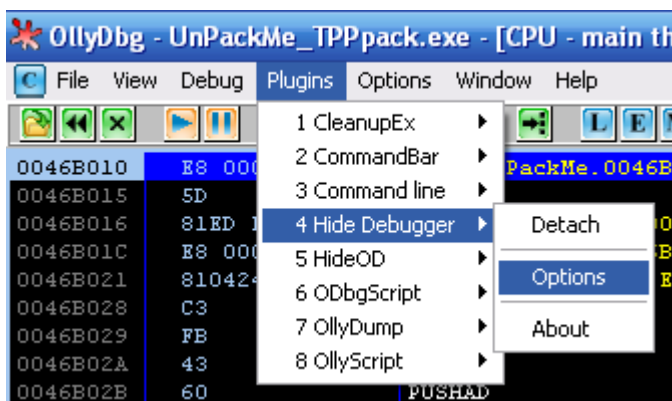 OllyDbg - UnPackMe_TPPpack.exe - [CPU - main th
C File View Debug Plugins Options Window Help
L E
1 CleanupEx
2 CommandBar
3 Command line
4 Hide Debugger
5 HideOD
6 ODbgScript
7 OllyDump
8 OllyScript
Detach
Options
About
0046B010 E8 000 PackMe.0046B
0046B015 5D
0046B016 81ED
0046B01C E8 000
0046B021 810424
0046B028 C3
0046B029 FB
0046B02A 43
0046B02B 60 PUSHAD